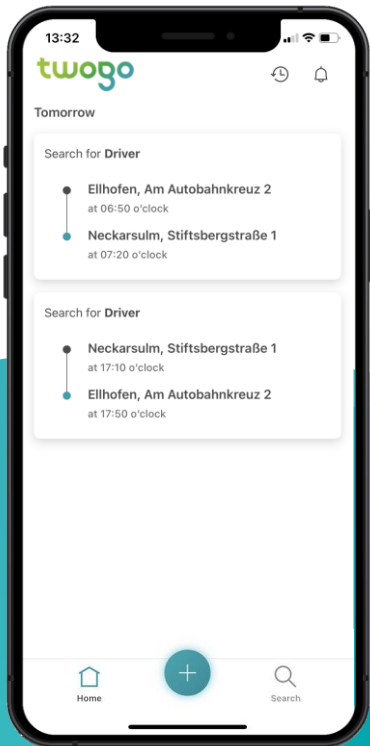 13:32
twogo
Tomorrow
Search for Driver
Ellhofen, Am Autobahnkreuz 2
at 06:50 o'clock
Neckarsulm, Stiftsbergstraße 1
at 07:20 o'clock
Search for Driver
Neckarsulm, Stiftsbergstraße 1
at 17:10 o'clock
Ellhofen, Am Autobahnkreuz 2
at 17:50 o'clock
Home
Search